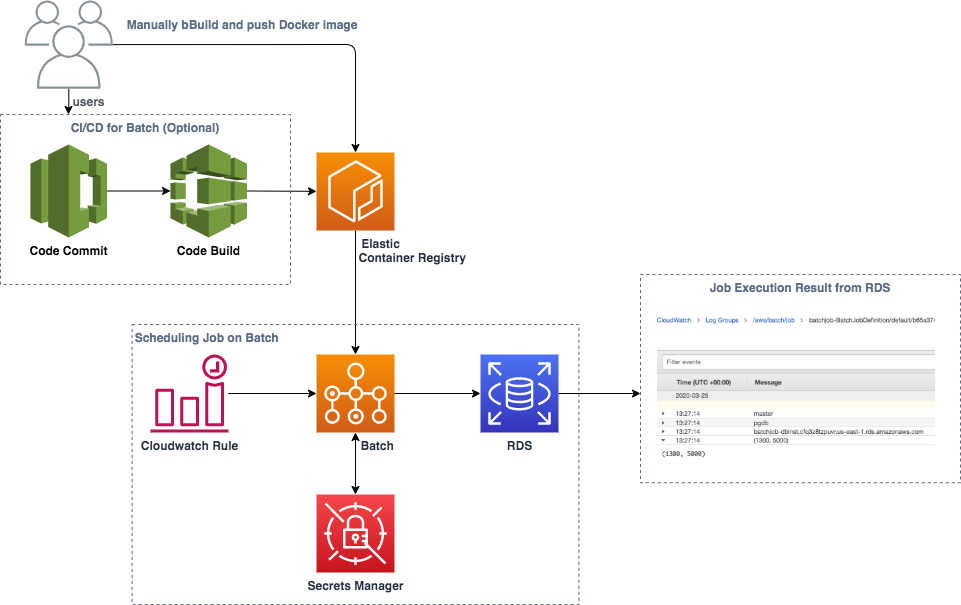 Manually bBuild and push Docker image
users
CI/CD for Batch (Optional)
Code Commit
Code Build
Elastic
Container Registry
Job Execution Result from RDS
CloudWatch > Log Groups > /aws/batch/job > batchjob-BatchJobDefinition/default/b65a374
Filter events
Time (UTC +00:00) Message
2020-03-25
13:27:14 master
13:27:14 pgdb
13:27:14 batchjob-dbinst.cfq3z8tzpuvr.us-east-1.rds.amazonaws.com
13:27:14 (1300, 5000)
(1300, 5000)
Scheduling Job on Batch
Cloudwatch Rule
Batch
RDS
Secrets Manager